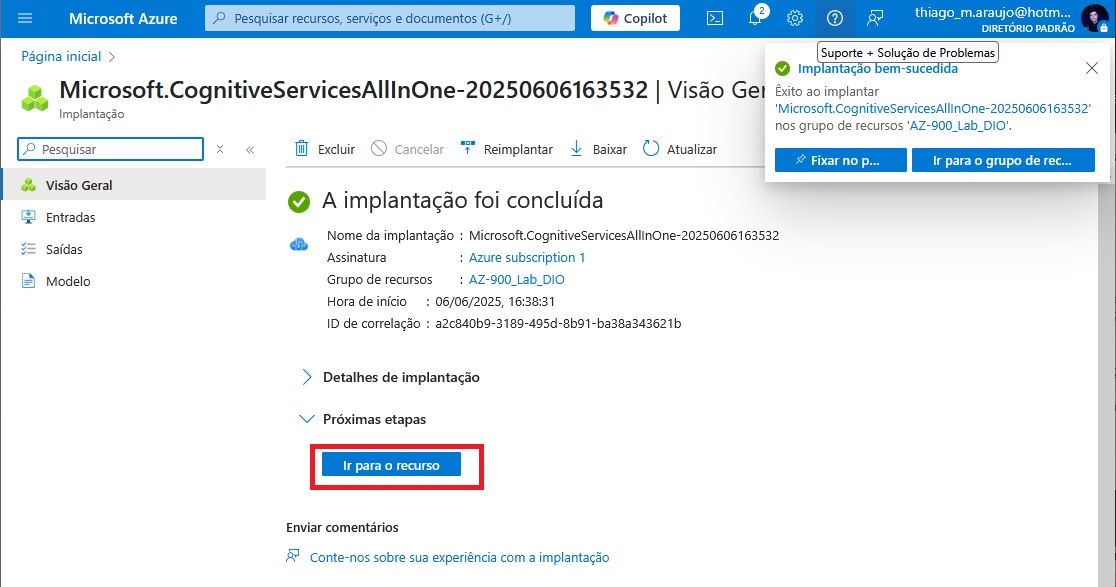 Microsoft Azure
Pesquisar recursos, serviços e documentos (G+/)
Copilot
2
thiago_m.araujo@hotm...
DIRETÓRIO PADRÃO
Suporte + Solução de Problemas
Página inicial
Microsoft.CognitiveServicesAllInOne-20250606163532 | Visão Ger
Implantação
Implantação bem-sucedida
Êxito ao implantar
'Microsoft.CognitiveServicesAllInOne-20250606163532'
nos grupo de recursos 'AZ-900_Lab_DIO'.
Fixar no p...
Ir para o grupo de rec...
Pesquisar
Excluir
Cancelar
Reimplantar
Baixar
Atualizar
Visão Geral
Entradas
Saídas
Modelo
A implantação foi concluída
Nome da implantação : Microsoft.CognitiveServicesAllInOne-20250606163532
Assinatura : Azure subscription 1
Grupo de recursos : AZ-900_Lab_DIO
Hora de início : 06/06/2025, 16:38:31
ID de correlação : a2c840b9-3189-495d-8b91-ba38a343621b
Detalhes de implantação
Próximas etapas
Ir para o recurso
Enviar comentários
Conte-nos sobre sua experiência com a implantação